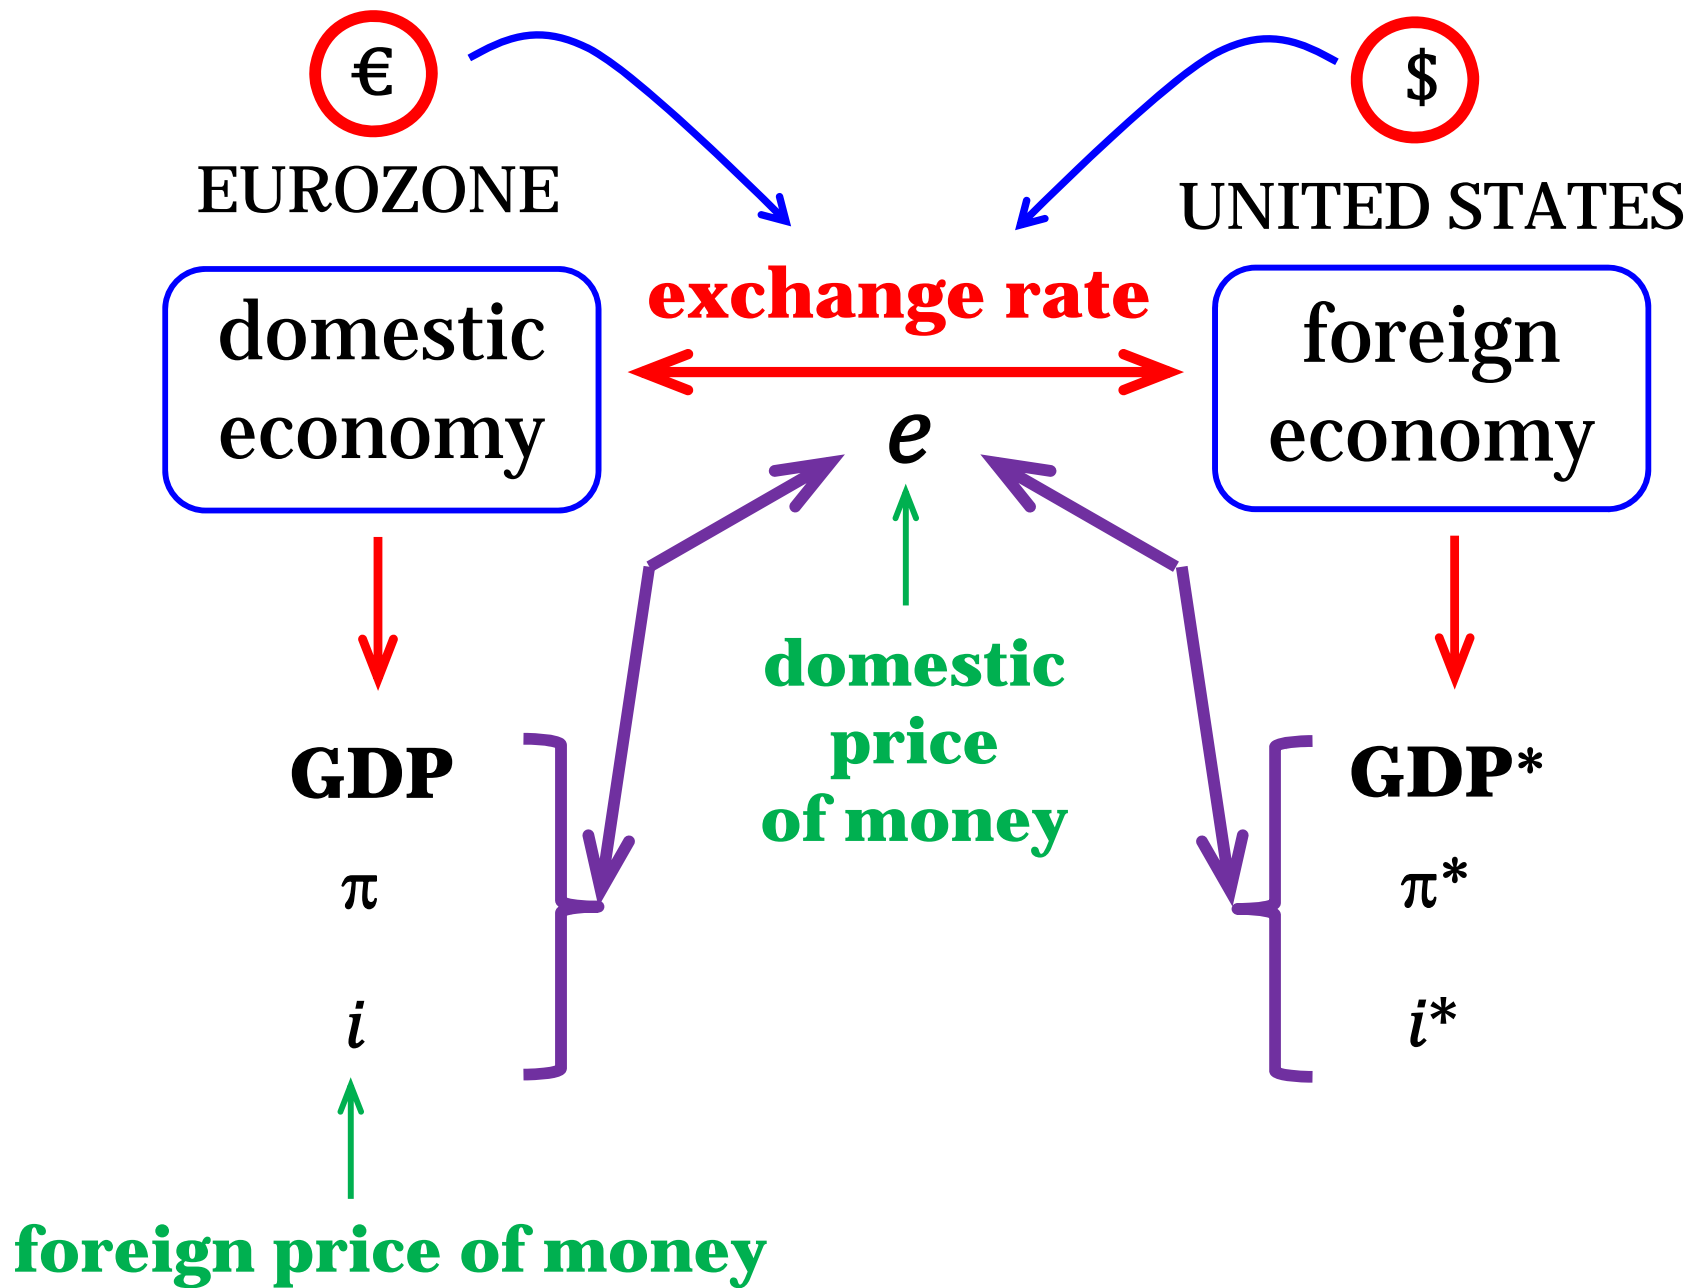 €
$
EUROZONE
UNITED STATES
domestic
economy
exchange rate
e
foreign
economy
domestic
price
of money
GDP
π
i
GDP*
π*
i*
foreign price of money